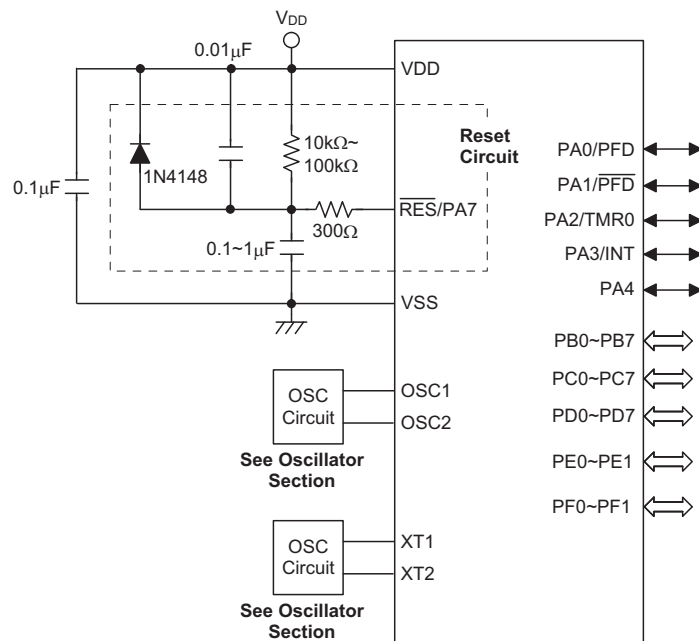 VDD
0.01μF
VDD
Reset
Circuit
10kΩ~
100kΩ
1N4148
0.1μF
RES/PA7
300Ω
0.1~1μF
VSS
PA0/PFD
PA1/PFD
PA2/TMR0
PA3/INT
PA4
PB0~PB7
PC0~PC7
PD0~PD7
PE0~PE1
PF0~PF1
OSC
Circuit
OSC1
OSC2
See Oscillator
Section
OSC
Circuit
XT1
XT2
See Oscillator
Section